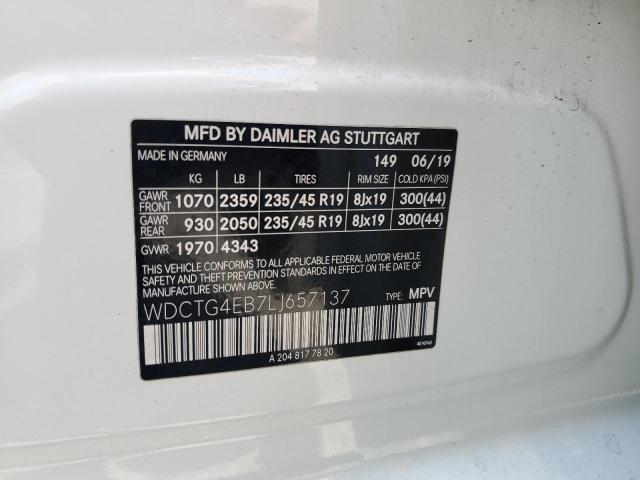 MFD BY DAIMLER AG STUTTGART
MADE IN GERMANY 149 06/19
KG LB TIRES RIM SIZE COLD KPA (PSI)
GAWR FRONT 1070 2359 235/45 R19 8Jx19 300(44)
GAWR REAR 930 2050 235/45 R19 8Jx19 300(44)
GVWR 1970 4343
THIS VEHICLE CONFORMS TO ALL APPLICABLE FEDERAL MOTOR VEHICLE
SAFETY, BUMPER, AND THEFT PREVENTION STANDARDS IN EFFECT
ON THE DATE OF MANUFACTURE SHOWN ABOVE.
WDCTG4EB7LJ657137 TYPE: MPV
A 204 817 78 20